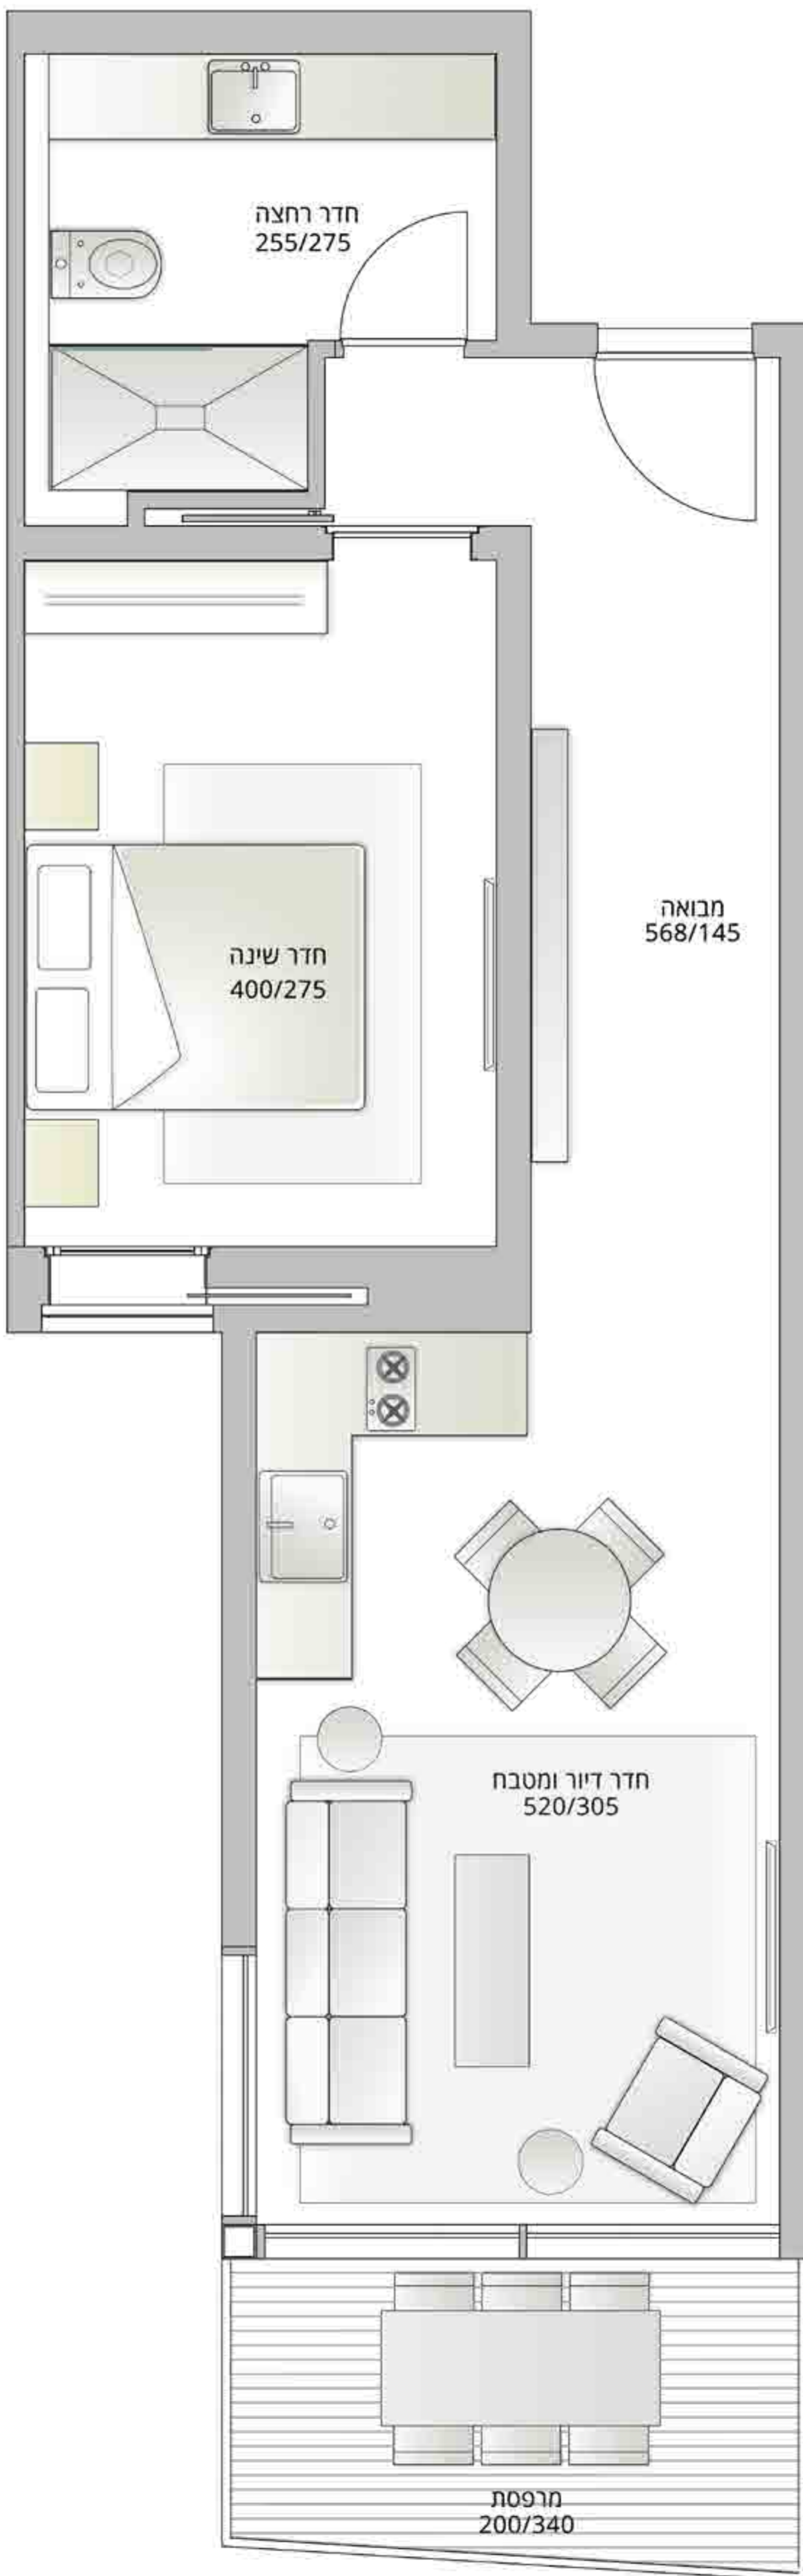 חדר רחצה
255/275
מבואה
568/145
חדר שינה
400/275
חדר דיור ומטבח
520/305
מרפסת
200/340